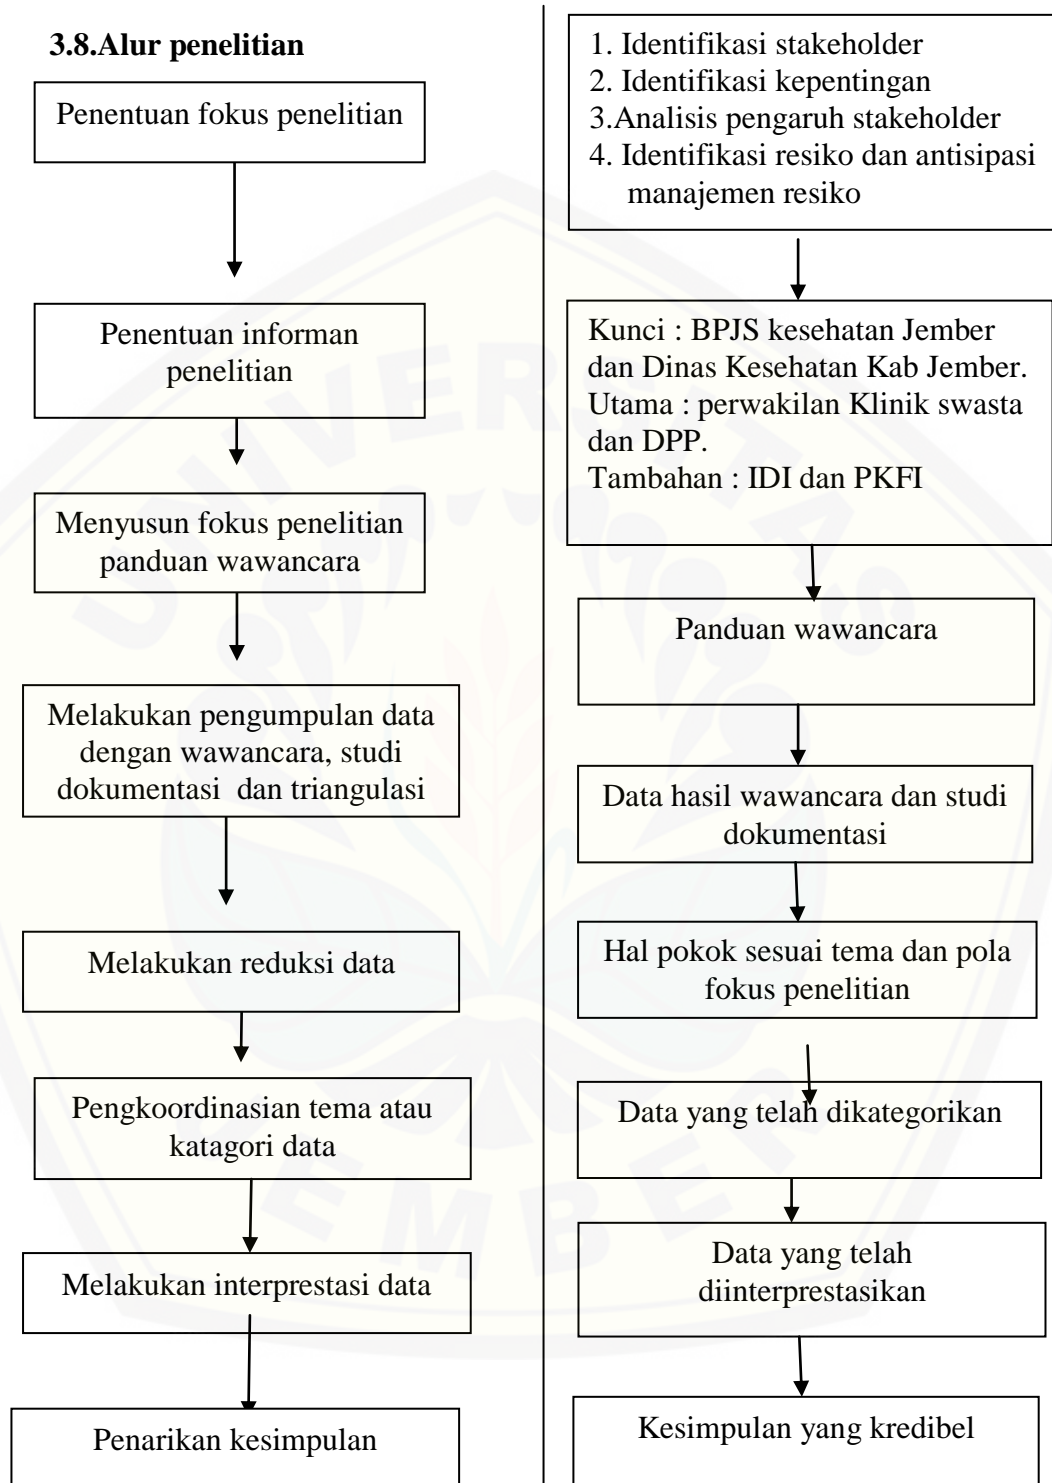 3.8.Alur penelitian
Penentuan fokus penelitian
Penentuan informan
penelitian
Menyusun fokus penelitian
panduan wawancara
Melakukan pengumpulan data
dengan wawancara, studi
dokumentasi dan triangulasi
Melakukan reduksi data
Pengkoordinasian tema atau
katagori data
Melakukan interprestasi data
Penarikan kesimpulan
1. Identifikasi stakeholder
2. Identifikasi kepentingan
3.Analisis pengaruh stakeholder
4. Identifikasi resiko dan antisipasi
manajemen resiko
Kunci : BPJS kesehatan Jember
dan Dinas Kesehatan Kab Jember.
Utama : perwakilan Klinik swasta
dan DPP.
Tambahan : IDI dan PKFI
Panduan wawancara
Data hasil wawancara dan studi
dokumentasi
Hal pokok sesuai tema dan pola
fokus penelitian
Data yang telah dikategorikan
Data yang telah
diinterprestasikan
Kesimpulan yang kredibel
UNIVERSITAS
JEMBER